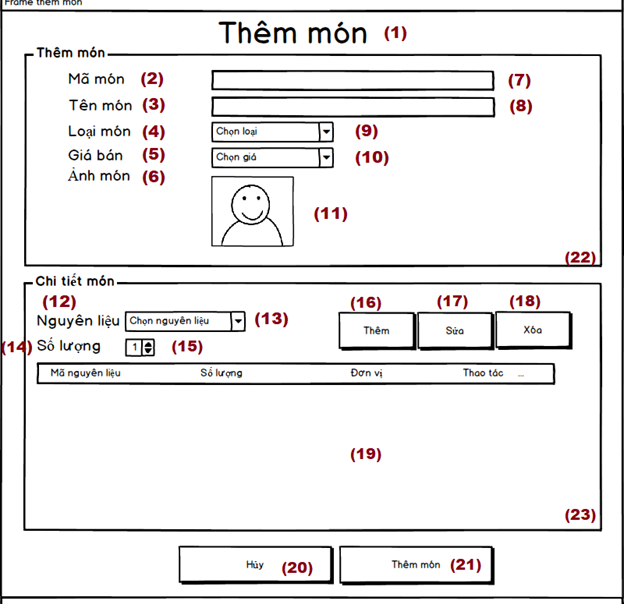 Frame thêm món
Thêm món (1)
Thêm món
Mã món (2) (7)
Tên món (3) (8)
Loại món (4) Chọn loại (9)
Giá bán (5) Chọn giá (10)
Ảnh món (6)
(11)
(22)
Chi tiết món
(12) (16) (17) (18)
Nguyên liệu Chọn nguyên liệu (13)
Thêm Sửa Xóa
(14) Số lượng 1 (15)
Mã nguyên liệu Số lượng Đơn vị Thao tác ...
(19)
(23)
Hủy (20) Thêm món (21)